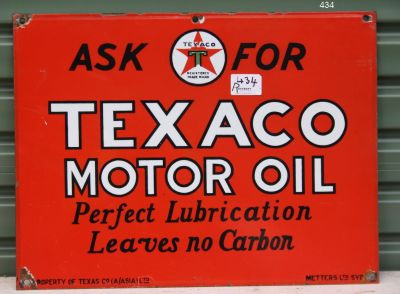 434
ASK FOR
TEXACO
T
REGISTERED
TRADE MARK
434
TEXACO
MOTOR OIL
Perfect Lubrication
Leaves no Carbon
PROPERTY OF TEXAS CO (A/ASIA) LTD
METTERS LTD SYD